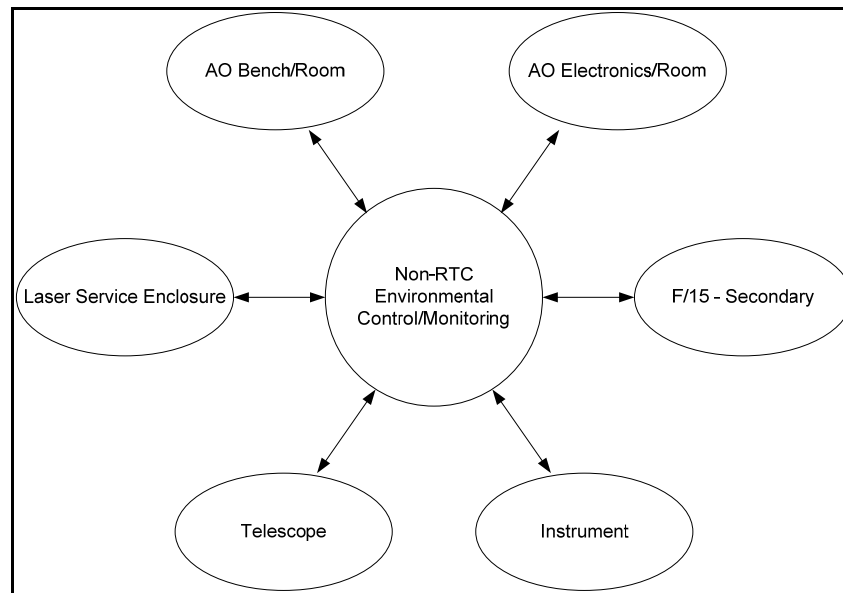 AO Bench/Room
AO Electronics/Room
Non-RTC
Environmental
Control/Monitoring
Laser Service Enclosure
F/15 - Secondary
Telescope
Instrument